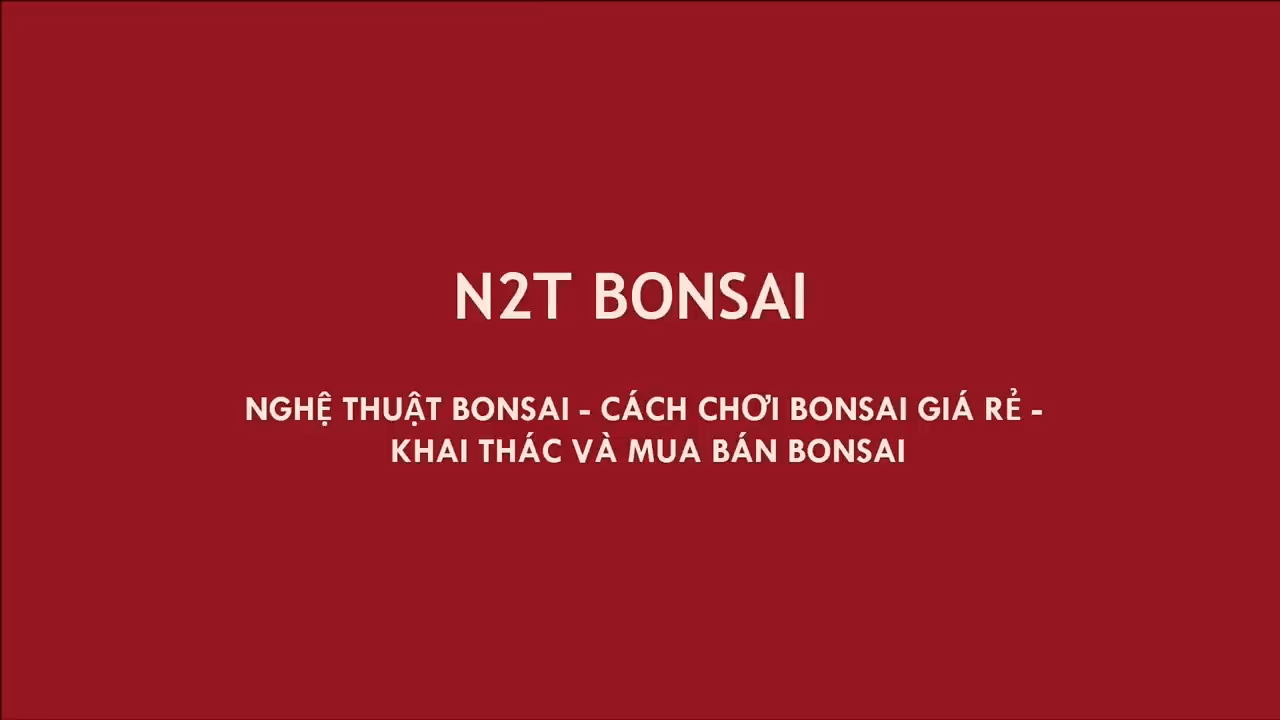 N2T BONSAI
NGHỆ THUẬT BONSAI - CÁCH CHƠI BONSAI GIÁ RẺ -
KHAI THÁC VÀ MUA BÁN BONSAI